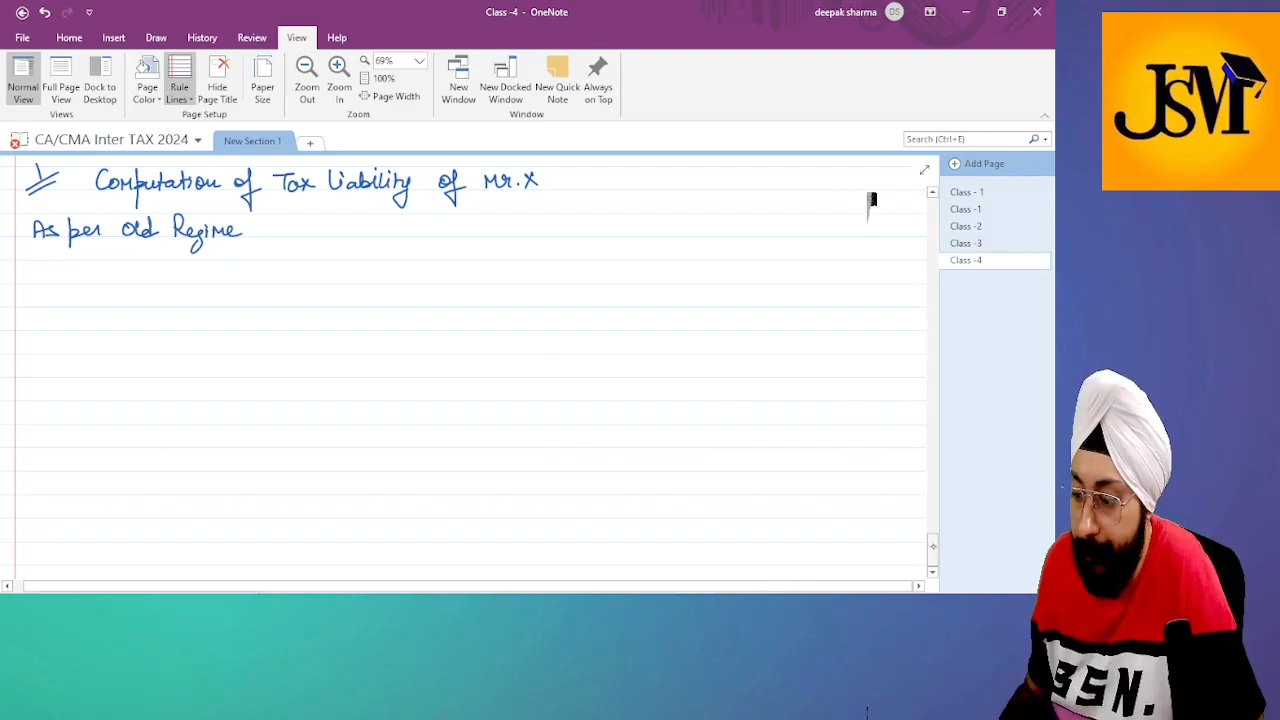 Class -4 - OneNote
deepak sharma DS
File Home Insert Draw History Review View Help
Normal View
Full Page View
Dock to Desktop
Page Color
Rule Lines
Hide Page Title
Paper Size
Zoom Out
Zoom In
69%
100%
Page Width
New Window
New Docked Window
New Quick Note
Always on Top
Views Page Setup Zoom Window
CA/CMA Inter TAX 2024 New Section 1
Search (Ctrl+E)
Add Page
Class - 1
Class -1
Class -2
Class -3
Class -4
1 Computation of Tax Liability of Mr. X
As per Old Regime
JSM
BSN.